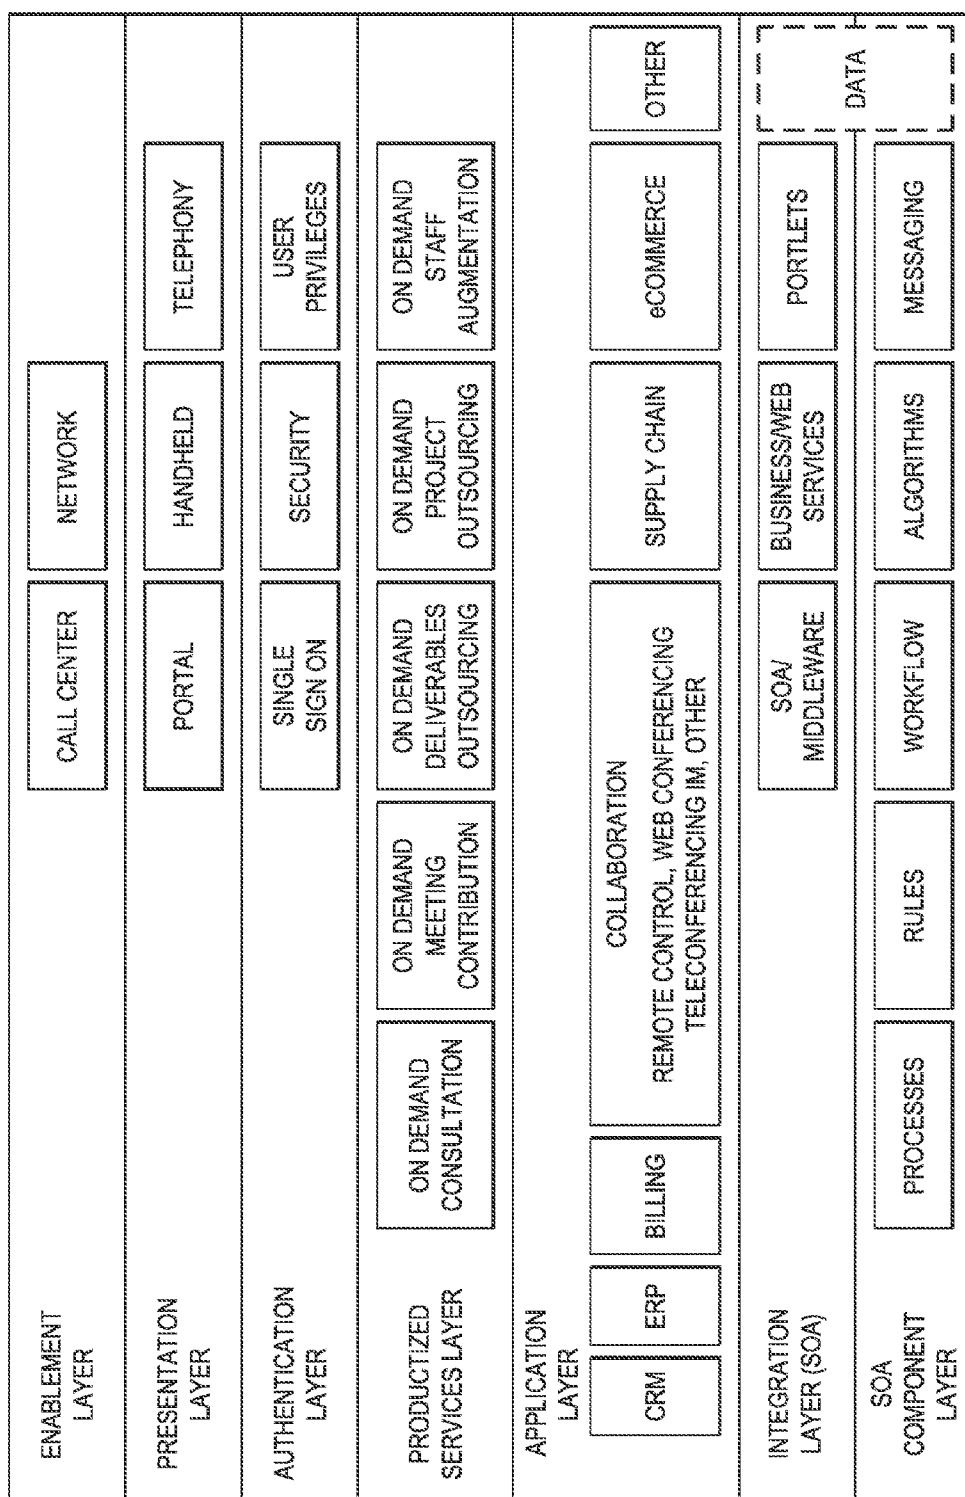 ENABLEMENT
LAYER
CALL CENTER
NETWORK
PRESENTATION
LAYER
PORTAL
HANDHELD
TELEPHONY
AUTHENTICATION
LAYER
SINGLE
SIGN ON
SECURITY
USER
PRIVILEGES
PRODUCTIZED
SERVICES LAYER
ON DEMAND
CONSULTATION
ON DEMAND
MEETING
CONTRIBUTION
ON DEMAND
DELIVERABLES
OUTSOURCING
ON DEMAND
PROJECT
OUTSOURCING
ON DEMAND
STAFF
AUGMENTATION
APPLICATION
LAYER
CRM
ERP
BILLING
COLLABORATION
REMOTE CONTROL, WEB CONFERENCING
TELECONFERENCING IM, OTHER
SUPPLY CHAIN
eCOMMERCE
OTHER
INTEGRATION
LAYER (SOA)
SOA/
MIDDLEWARE
BUSINESS/WEB
SERVICES
PORTLETS
DATA
SOA
COMPONENT
LAYER
PROCESSES
RULES
WORKFLOW
ALGORITHMS
MESSAGING